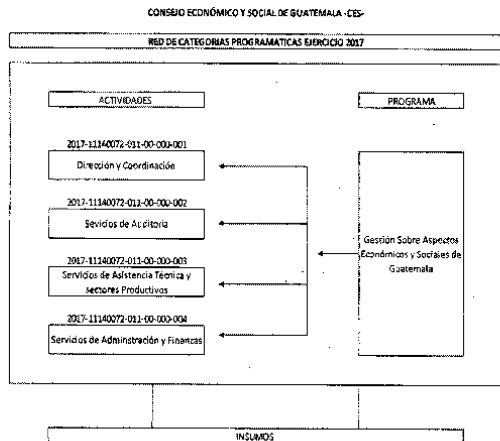 CONSEJO ECONÓMICO Y SOCIAL DE GUATEMALA -CES-
RED DE CATEGORIAS PROGRAMATICAS EJERCICIO 2017
ACTIVIDADES
PROGRAMA
2017-11140072-011-00-000-001
Dirección y Coordinación
2017-11140072-011-00-000-002
Sevicios de Auditoria
2017-11140072-011-00-000-003
Servicios de Asistencia Técnica y
sectores Productivos
2017-11140072-011-00-000-004
Servicios de Adminstración y Finanzas
Gestión Sobre Aspectos
Económicos y Sociales de
Guatemala
INSUMOS